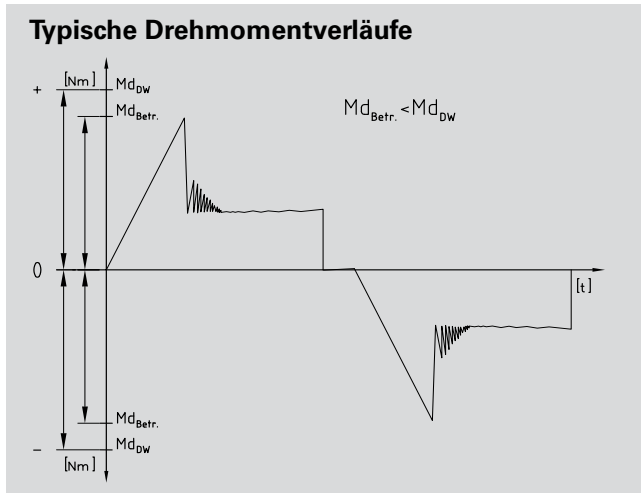 Typische Drehmomentverläufe
[Nm] Md_DW
+
Md_Betr.
Md_Betr. < Md_DW
0
[t]
Md_Betr.
Md_DW
–
[Nm]